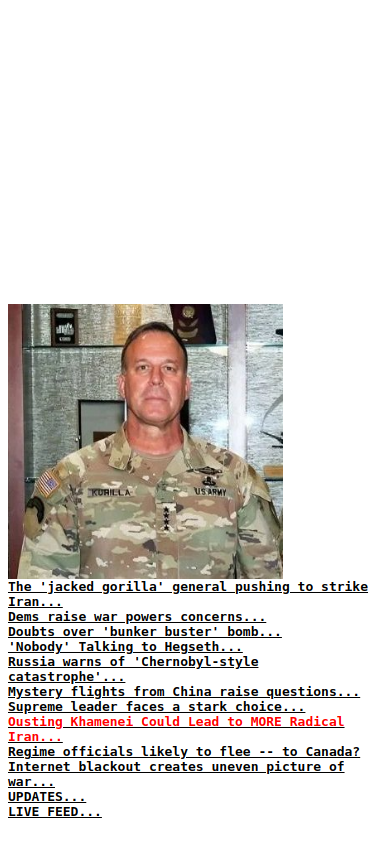 KURILLA
U.S. ARMY
The 'jacked gorilla' general pushing to strike
Iran...
Dems raise war powers concerns...
Doubts over 'bunker buster' bomb...
'Nobody' Talking to Hegseth...
Russia warns of 'Chernobyl-style
catastrophe'...
Mystery flights from China raise questions...
Supreme leader faces a stark choice...
Ousting Khamenei Could Lead to MORE Radical
Iran...
Regime officials likely to flee -- to Canada?
Internet blackout creates uneven picture of
war...
UPDATES...
LIVE FEED...